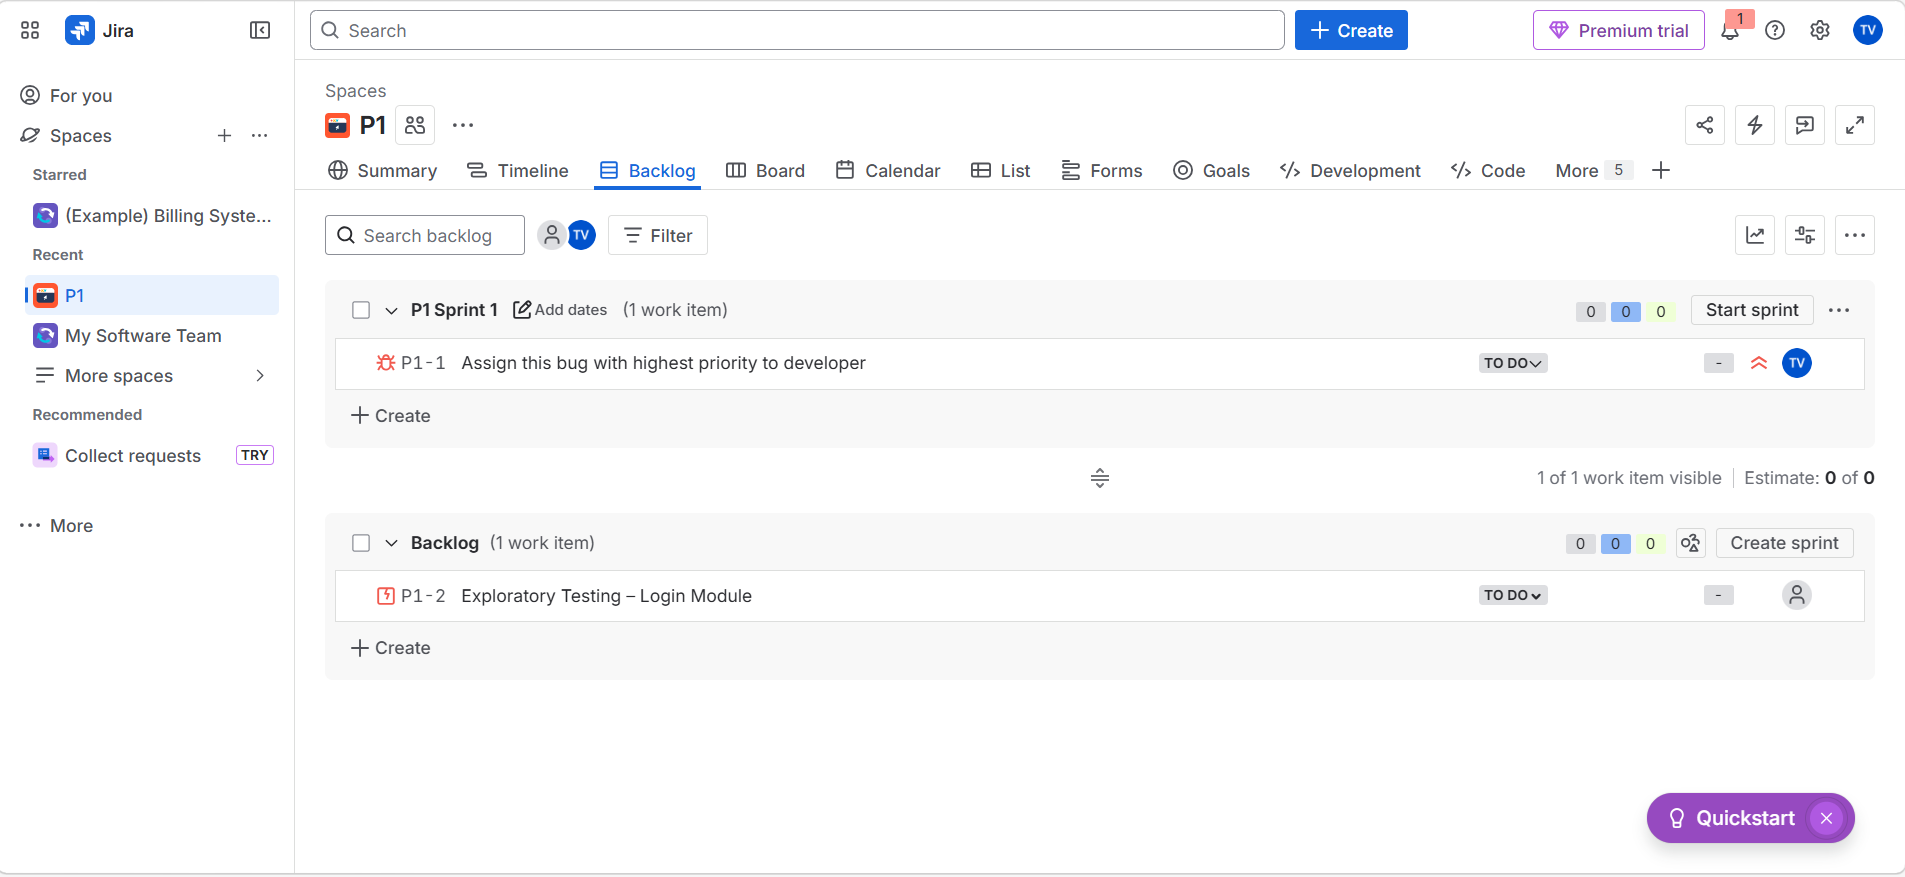 Jira
Search
Create
Premium trial
1
TV
For you
Spaces
Starred
(Example) Billing Syste...
Recent
P1
My Software Team
More spaces
Recommended
Collect requests
TRY
More
Spaces
P1
Summary
Timeline
Backlog
Board
Calendar
List
Forms
Goals
Development
Code
More 5
Search backlog
TV
Filter
P1 Sprint 1 Add dates (1 work item)
0 0 0
Start sprint
P1-1 Assign this bug with highest priority to developer
TO DO
-
TV
Create
1 of 1 work item visible
Estimate: 0 of 0
Backlog (1 work item)
0 0 0
Create sprint
P1-2 Exploratory Testing – Login Module
TO DO
-
Create
Quickstart